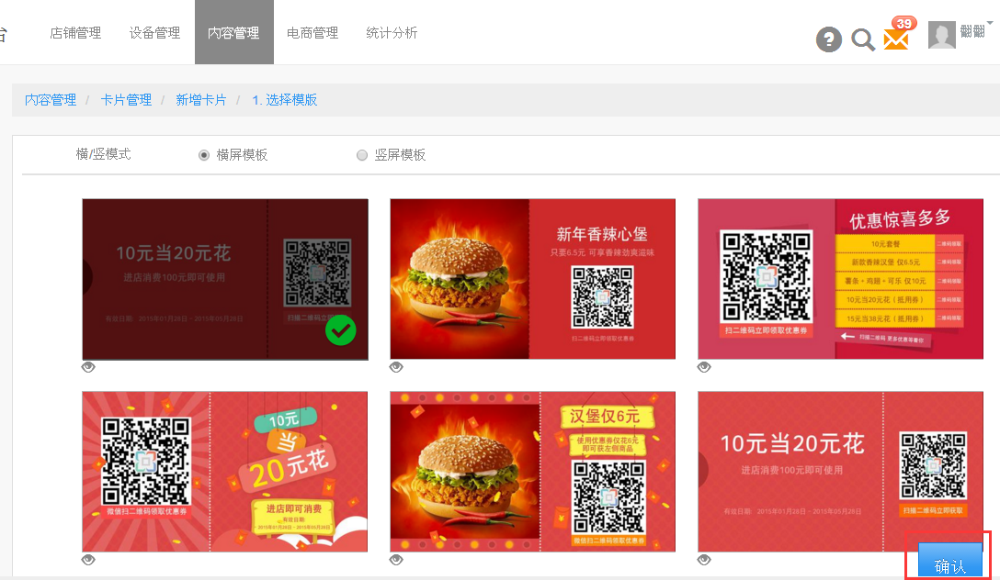 台
店铺管理 设备管理 内容管理 电商管理 统计分析
39
翻翻
内容管理 / 卡片管理 / 新增卡片 / 1. 选择模版
横/竖模式 横屏模板 竖屏模板
10元当20元花
进店消费100元即可使用
有效日期: 2015年01月28日 - 2015年05月28日
扫描二维码立即
新年香辣心堡
只要6.5元 可享香辣劲爽滋味
扫二维码立即领取优惠券
优惠惊喜多多
10元套餐 二维码领取
新款香辣汉堡 仅6.5元 二维码领取
薯条+鸡翅+可乐 仅10元 二维码领取
10元当20元花（抵用券） 二维码领取
15元当38元花（抵用券） 二维码领取
扫二维码立即领取优惠券
扫描二维码 更多优惠等着你
10元
当
20元花
微信扫二维码领取优惠券
进店即可消费
有效日期:
2015年01月28日 - 2015年05月28日
汉堡仅6元
使用优惠券仅花6元
即可获左侧商品
微信扫二维码领取优惠券
10元当20元花
进店消费100元即可使用
有效日期: 2015年01月28日 - 2015年05月28日
扫描二维码立即获取
确认